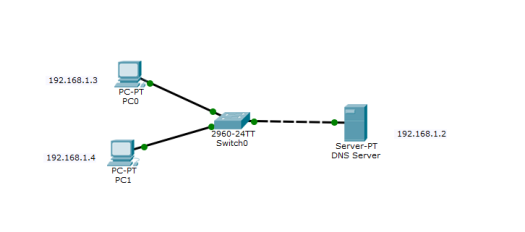 192.168.1.3
PC-PT
PC0
192.168.1.4
PC-PT
PC1
2960-24TT
Switch0
Server-PT
DNS Server
192.168.1.2